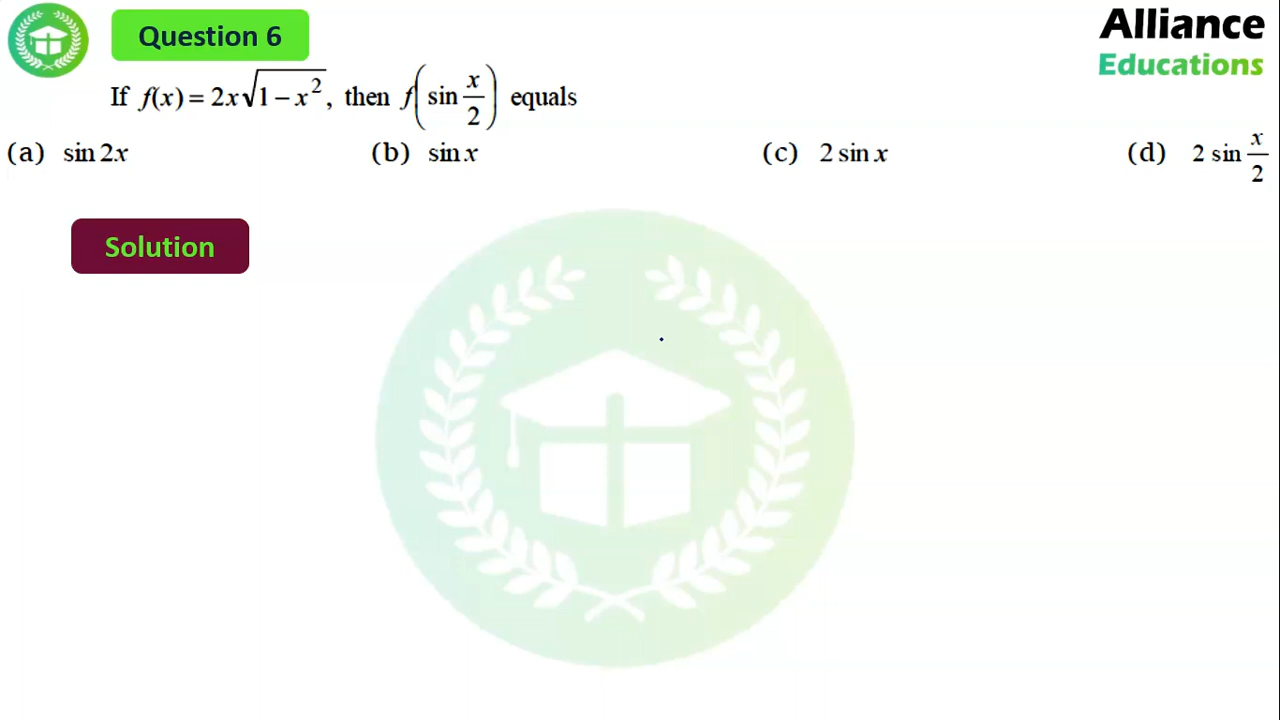 Question 6
Alliance
Educations
If f(x) = 2x√(1 − x²), then f(sin x/2) equals
(a) sin 2x (b) sin x (c) 2 sin x (d) 2 sin x/2
Solution